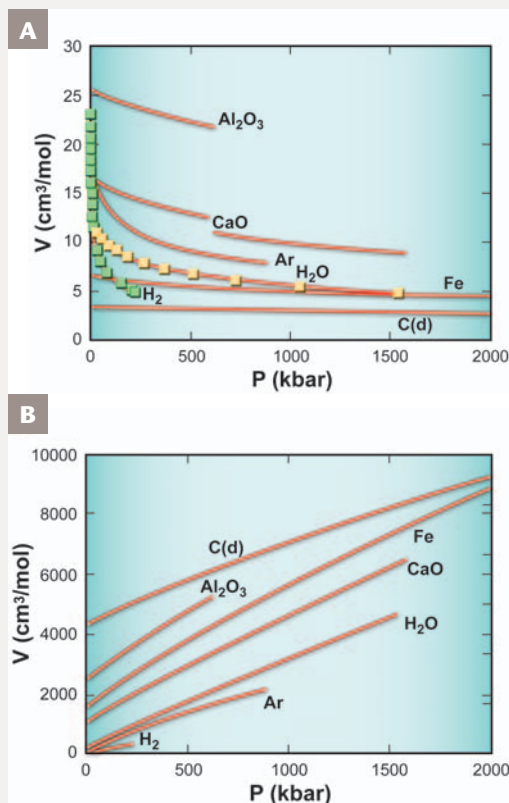 A
30
25
20
15
10
5
0
V (cm³/mol)
Al₂O₃
CaO
Ar
H₂O
H₂
Fe
C(d)
0 500 1000 1500 2000
P (kbar)
B
10000
8000
6000
4000
2000
0
V (cm³/mol)
C(d)
Fe
Al₂O₃
CaO
H₂O
Ar
H₂
0 500 1000 1500 2000
P (kbar)